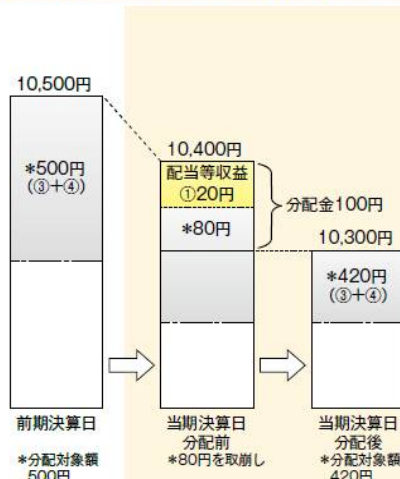 10,500円
*500円
(③+④)
10,400円
配当等収益
①20円
*80円
分配金100円
10,300円
*420円
(③+④)
前期決算日
*分配対象額
500円
当期決算日
分配前
*80円を取崩し
当期決算日
分配後
*分配対象額
420円